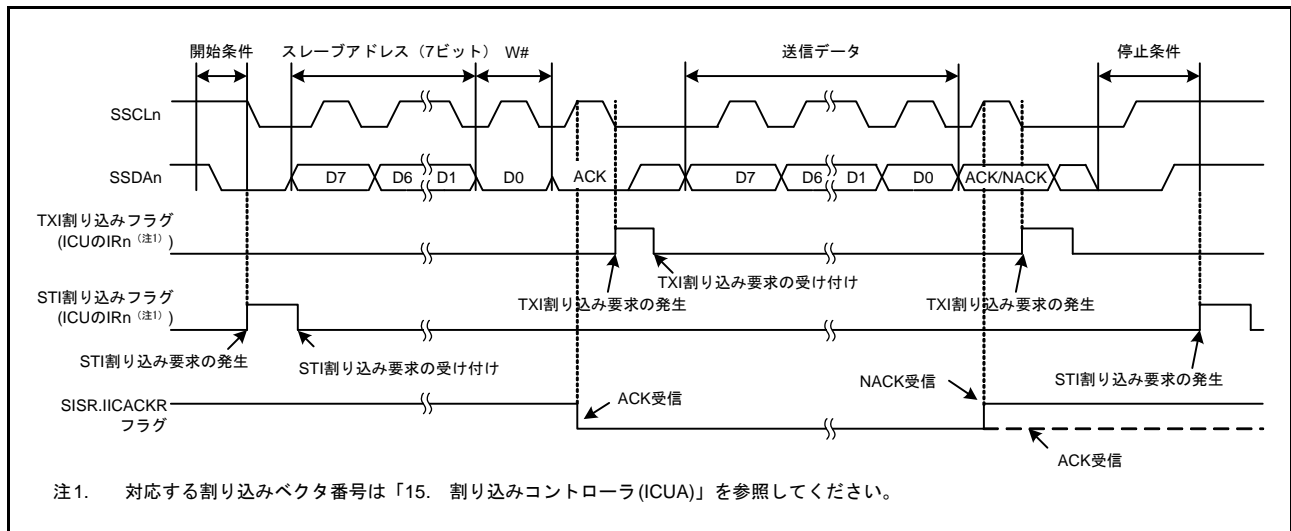 開始条件 スレーブアドレス（7ビット） W# 送信データ 停止条件
SSCLn
SSDAn D7 D6 D1 D0 ACK D7 D6 D1 D0 ACK/NACK
TXI割り込みフラグ
(ICUのIRn（注1）)
TXI割り込み要求の受け付け
TXI割り込み要求の発生 TXI割り込み要求の発生
STI割り込みフラグ
(ICUのIRn（注1）)
STI割り込み要求の発生 STI割り込み要求の受け付け STI割り込み要求の発生
SISR.IICACKR
フラグ
ACK受信 NACK受信
ACK受信
注1. 対応する割り込みベクタ番号は「15. 割り込みコントローラ(ICUA)」を参照してください。